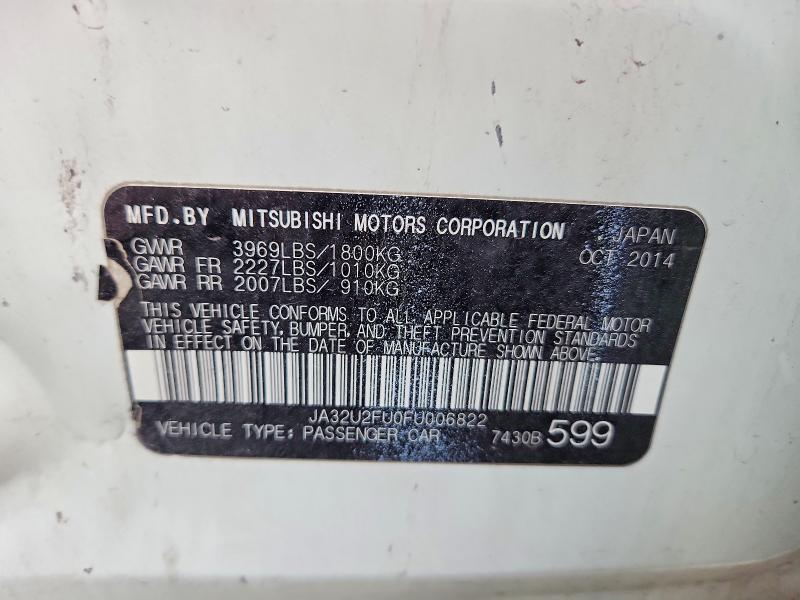 MFD.BY MITSUBISHI MOTORS CORPORATION JAPAN
GVWR 3969LBS/1800KG OCT 2014
GAWR FR 2227LBS/1010KG
GAWR RR 2007LBS/ 910KG
THIS VEHICLE CONFORMS TO ALL APPLICABLE FEDERAL MOTOR
VEHICLE SAFETY, BUMPER, AND THEFT PREVENTION STANDARDS
IN EFFECT ON THE DATE OF MANUFACTURE SHOWN ABOVE.
JA32U2FU0FU006822
VEHICLE TYPE: PASSENGER CAR 7430B 599